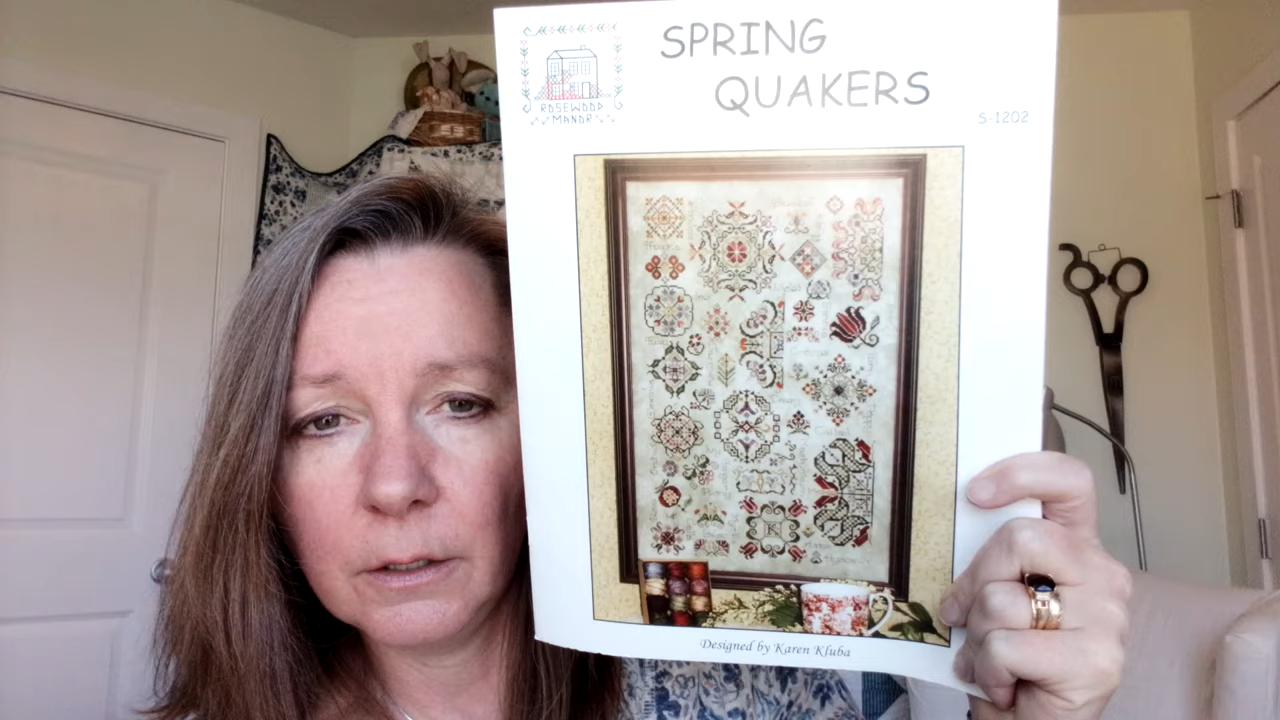 SPRING
QUAKERS
ROSEWOOD
MANOR
S-1202
Designed by Karen Kluba